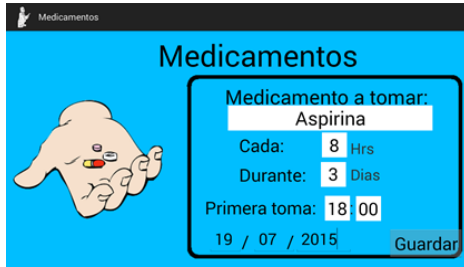 Medicamentos
Medicamentos
Medicamento a tomar:
Aspirina
Cada: 8 Hrs
Durante: 3 Dias
Primera toma: 18:00
19 / 07 / 2015
Guardar